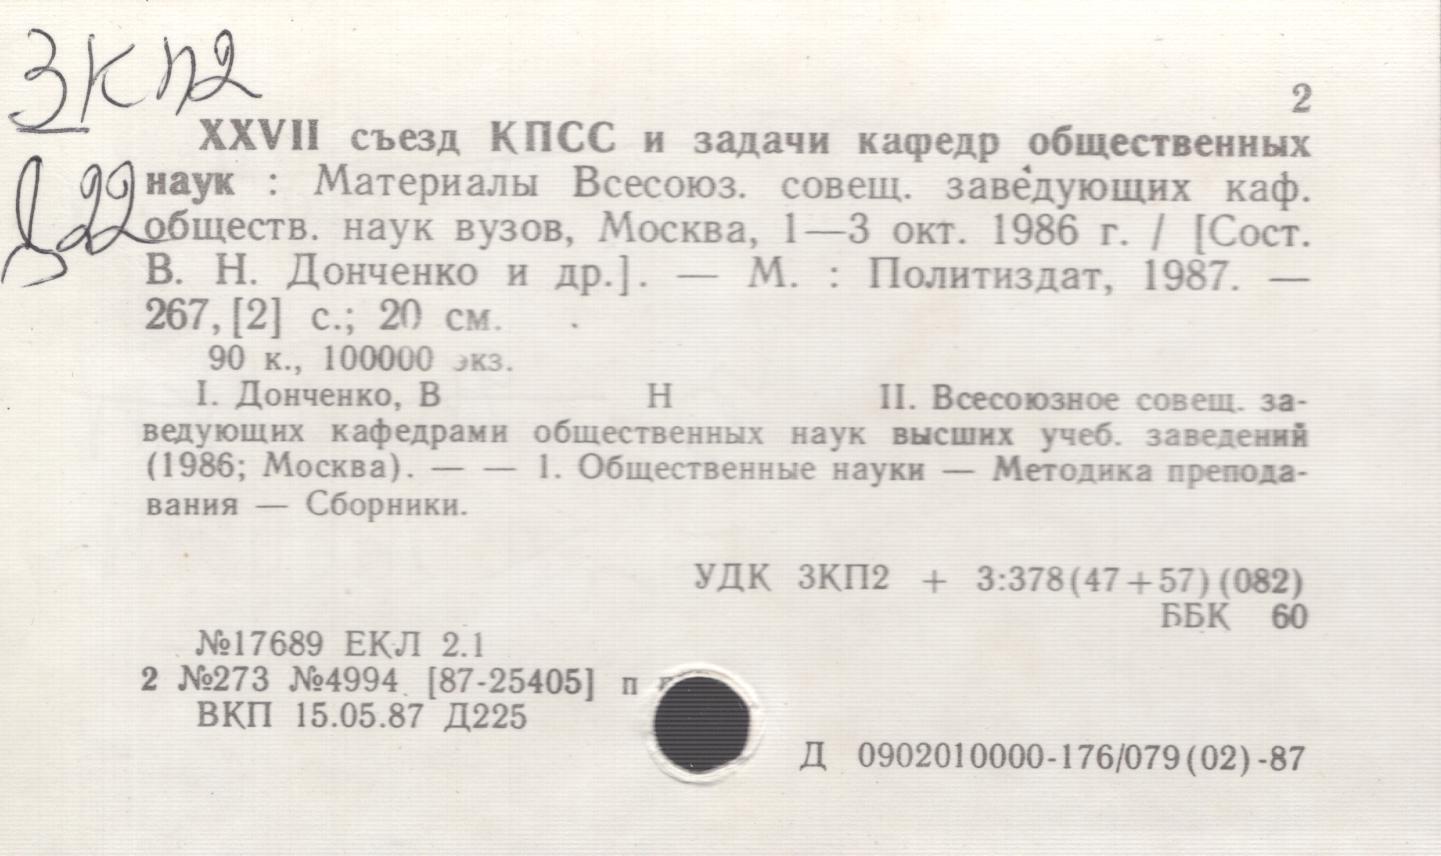 3КП2
2
XXVII съезд КПСС и задачи кафедр общественных
Д22
наук : Материалы Всесоюз. совещ. заведующих каф.
обществ. наук вузов, Москва, 1—3 окт. 1986 г. / [Сост.
В. Н. Донченко и др.]. — М. : Политиздат, 1987. —
267, [2] с.; 20 см.
90 к., 100000 экз.
I. Донченко, В Н II. Всесоюзное совещ. за-
ведующих кафедрами общественных наук высших учеб. заведений
(1986; Москва). — — 1. Общественные науки — Методика препода-
вания — Сборники.
УДК 3КП2 + 3:378(47+57)(082)
ББК 60
№17689 ЕКЛ 2.1
2 №273 №4994 [87-25405] п
ВКП 15.05.87 Д225
Д 0902010000-176/079(02)-87